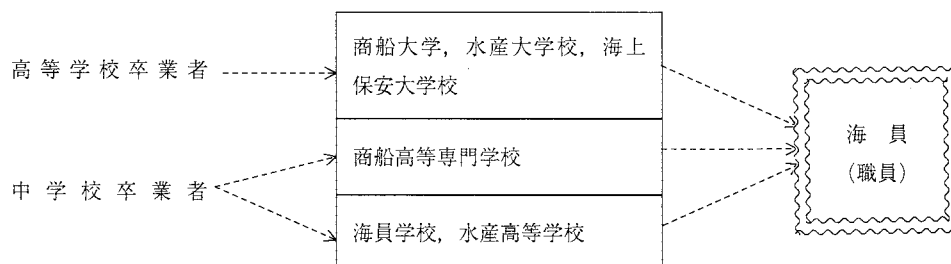 高等学校卒業者
商船大学，水産大学校，海上
保安大学校
商船高等専門学校
中学校卒業者
海員学校，水産高等学校
海員
（職員）